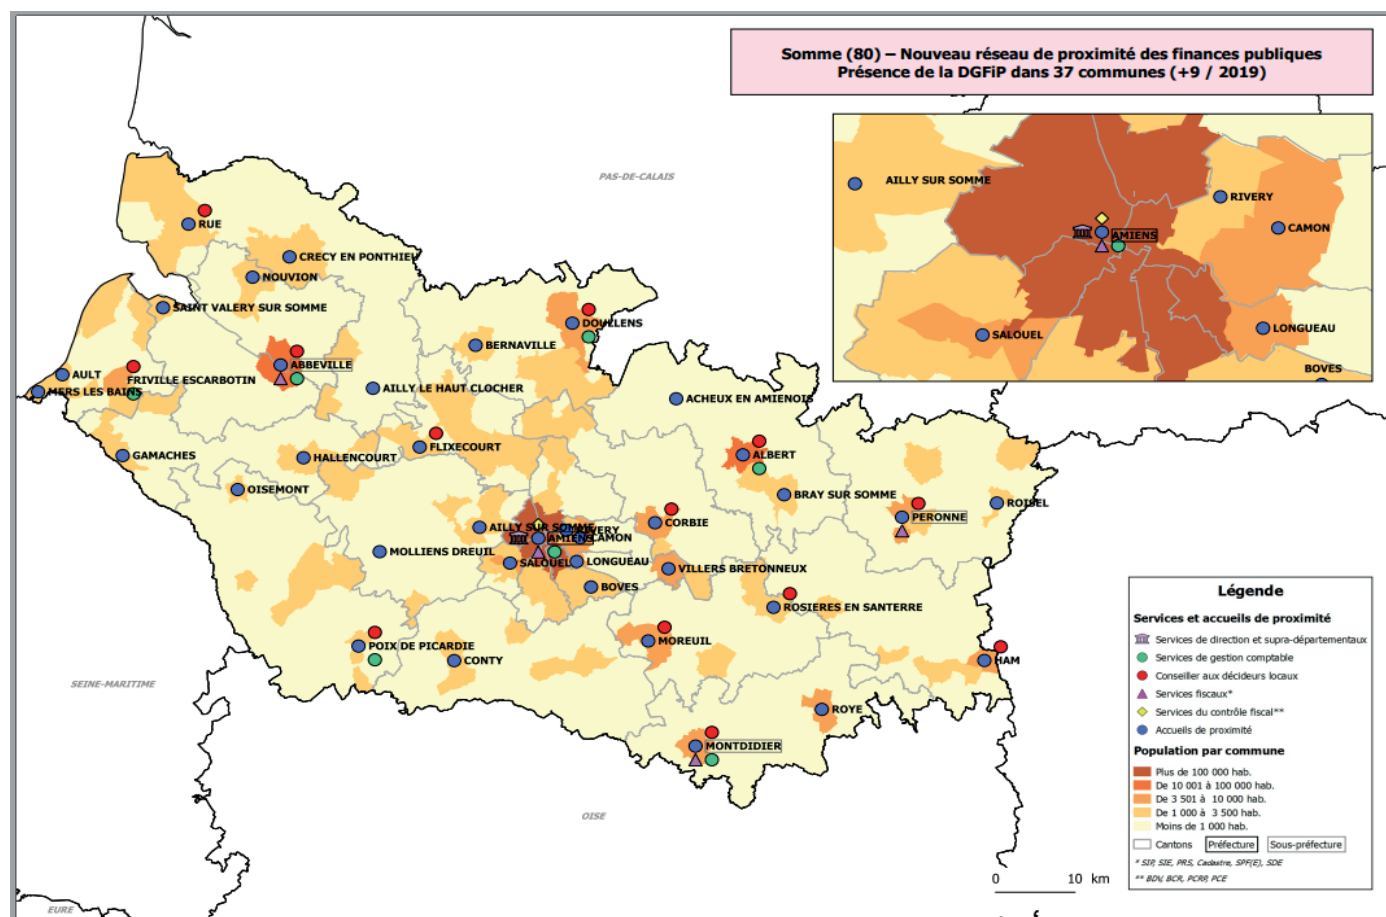 Somme (80) – Nouveau réseau de proximité des finances publiques
Présence de la DGFiP dans 37 communes (+9 / 2019)
PAS-DE-CALAIS
AILLY SUR SOMME
RIVERY
CAMON
AMIENS
SALOUEL
LONGUEAU
BOVES
RUE
CRECY EN PONTHIEU
NOUVION
SAINT VALERY SUR SOMME
DOULLENS
BERNAVILLE
ABBEVILLE
AULT
FRIVILLE ESCARBOTIN
MERS LES BAINS
AILLY LE HAUT CLOCHER
ACHEUX EN AMIENOIS
FLIXECOURT
GAMACHES
HALLENCOURT
ALBERT
OISEMONT
BRAY SUR SOMME
ROISEL
PERONNE
CORBIE
AILLY SUR SOMME
RIVERY
AMIENS
CAMON
MOLLIENS DREUIL
SALOUEL
LONGUEAU
VILLERS BRETONNEUX
BOVES
ROSIERES EN SANTERRE
POIX DE PICARDIE
MOREUIL
CONTY
HAM
SEINE-MARITIME
ROYE
MONTDIDIER
OISE
EURE
Légende
Services et accueils de proximité
Services de direction et supra-départementaux
Services de gestion comptable
Conseiller aux décideurs locaux
Services fiscaux*
Services du contrôle fiscal**
Accueils de proximité
Population par commune
Plus de 100 000 hab.
De 10 001 à 100 000 hab.
De 3 501 à 10 000 hab.
De 1 000 à 3 500 hab.
Moins de 1 000 hab.
Cantons Préfecture Sous-préfecture
* SIP, SIE, PRS, Cadastre, SPF(E), SDE
** BDV, BCR, PCRP, PCE
0 10 km